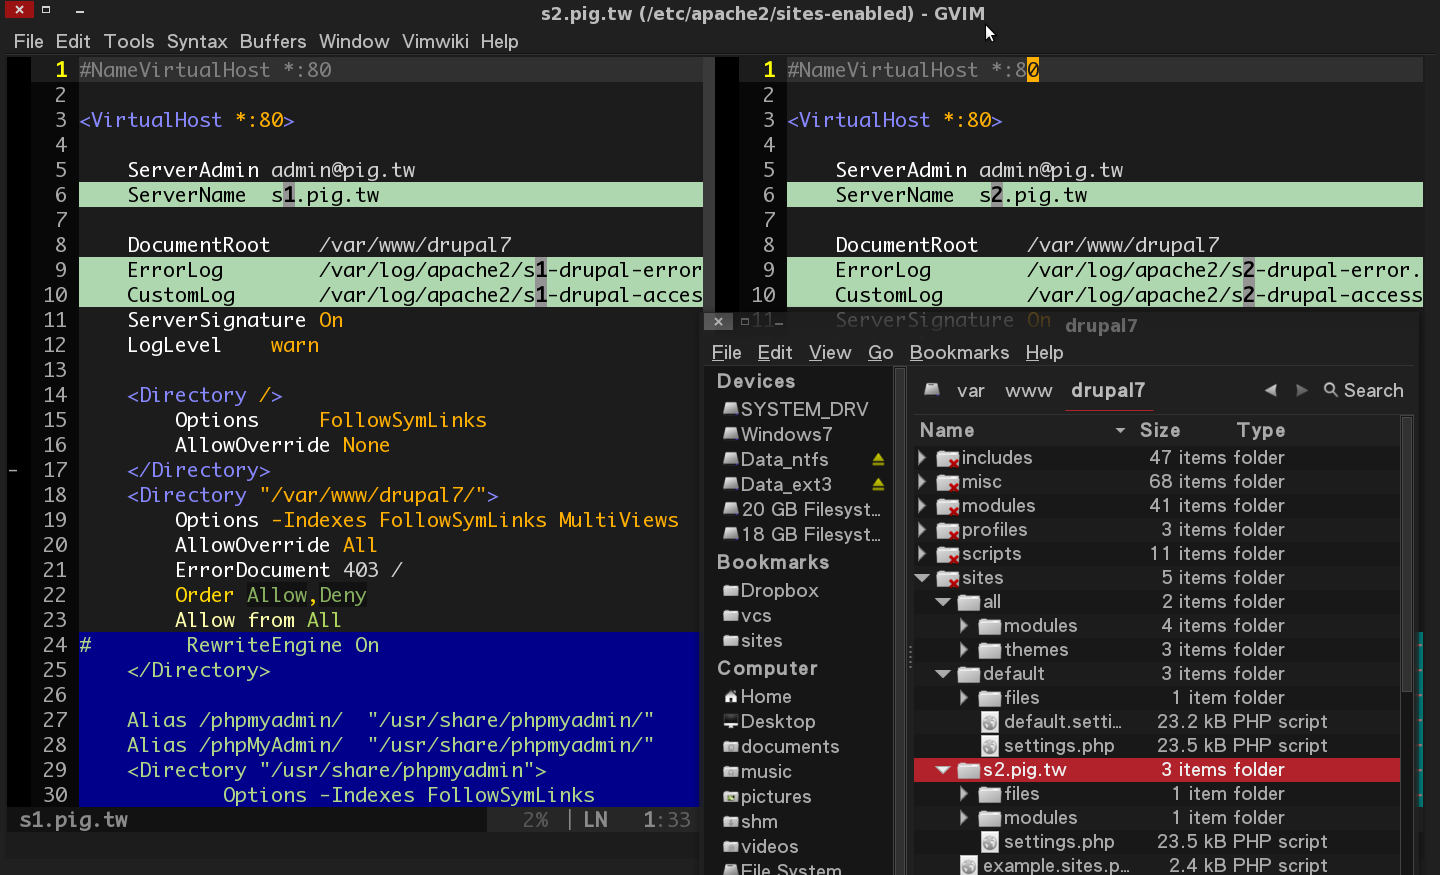 s2.pig.tw (/etc/apache2/sites-enabled) - GVIM
File Edit Tools Syntax Buffers Window Vimwiki Help
1 #NameVirtualHost *:80
2
3 <VirtualHost *:80>
4
5 ServerAdmin admin@pig.tw
6 ServerName s1.pig.tw
7
8 DocumentRoot /var/www/drupal7
9 ErrorLog /var/log/apache2/s1-drupal-error
10 CustomLog /var/log/apache2/s1-drupal-acces
11 ServerSignature On
12 LogLevel warn
13
14 <Directory />
15 Options FollowSymLinks
16 AllowOverride None
17 </Directory>
18 <Directory "/var/www/drupal7/">
19 Options -Indexes FollowSymLinks MultiViews
20 AllowOverride All
21 ErrorDocument 403 /
22 Order Allow,Deny
23 Allow from All
24 # RewriteEngine On
25 </Directory>
26
27 Alias /phpmyadmin/ "/usr/share/phpmyadmin/"
28 Alias /phpMyAdmin/ "/usr/share/phpmyadmin/"
29 <Directory "/usr/share/phpmyadmin">
30 Options -Indexes FollowSymLinks
s1.pig.tw 2% | LN 1:33
1 #NameVirtualHost *:80
2
3 <VirtualHost *:80>
4
5 ServerAdmin admin@pig.tw
6 ServerName s2.pig.tw
7
8 DocumentRoot /var/www/drupal7
9 ErrorLog /var/log/apache2/s2-drupal-error.
10 CustomLog /var/log/apache2/s2-drupal-access
11 ServerSignature On
drupal7
File Edit View Go Bookmarks Help
Devices
SYSTEM_DRV
Windows7
Data_ntfs
Data_ext3
20 GB Filesyst...
18 GB Filesyst...
Bookmarks
Dropbox
vcs
sites
Computer
Home
Desktop
documents
music
pictures
shm
videos
File System
var www drupal7 Search
Name Size Type
includes 47 items folder
misc 68 items folder
modules 41 items folder
profiles 3 items folder
scripts 11 items folder
sites 5 items folder
all 2 items folder
modules 4 items folder
themes 3 items folder
default 3 items folder
files 1 item folder
default.setti... 23.2 kB PHP script
settings.php 23.5 kB PHP script
s2.pig.tw 3 items folder
files 1 item folder
modules 1 item folder
settings.php 23.5 kB PHP script
example.sites.p... 2.4 kB PHP script